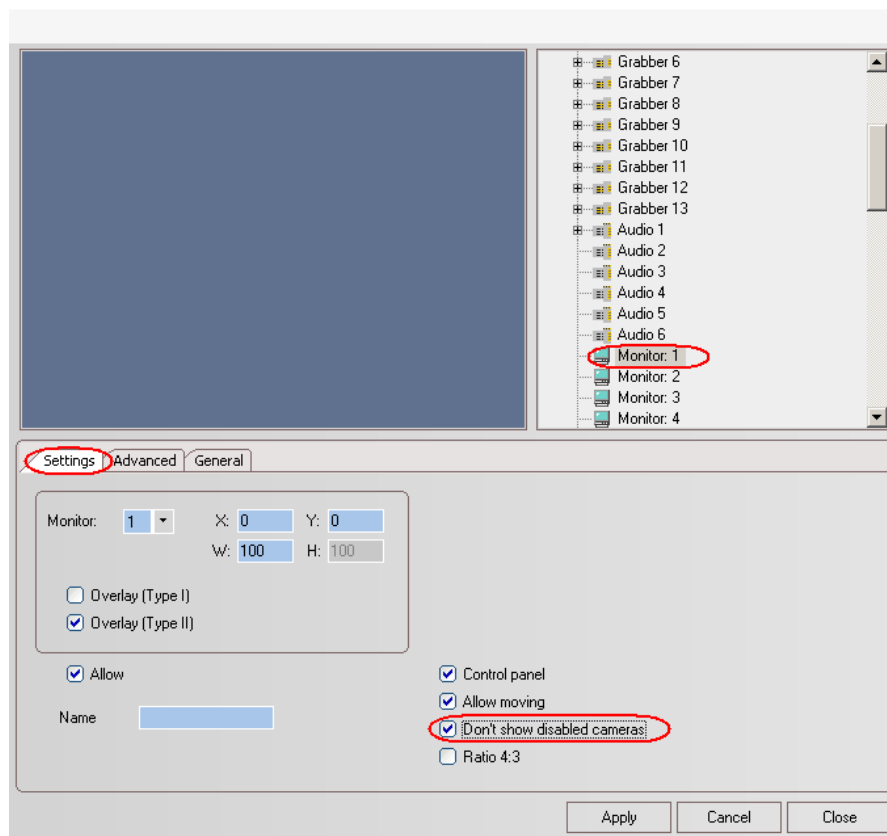 Grabber 6
Grabber 7
Grabber 8
Grabber 9
Grabber 10
Grabber 11
Grabber 12
Grabber 13
Audio 1
Audio 2
Audio 3
Audio 4
Audio 5
Audio 6
Monitor: 1
Monitor: 2
Monitor: 3
Monitor: 4
Settings Advanced General
Monitor: 1 X: 0 Y: 0
W: 100 H: 100
Overlay (Type I)
Overlay (Type II)
Allow
Name
Control panel
Allow moving
Don't show disabled cameras
Ratio 4:3
Apply Cancel Close